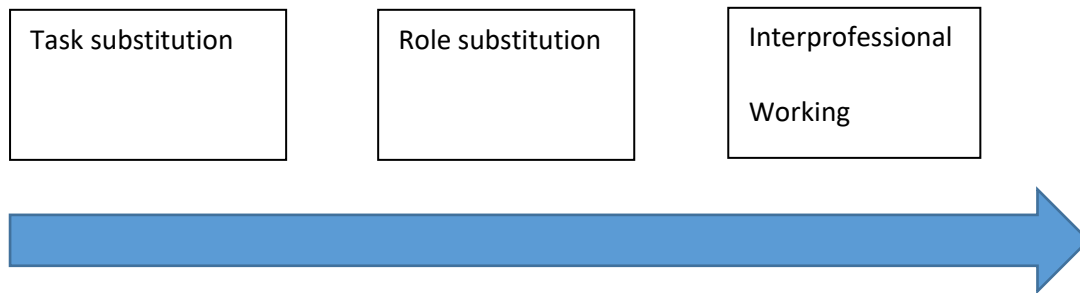 Task substitution
Role substitution
Interprofessional
Working